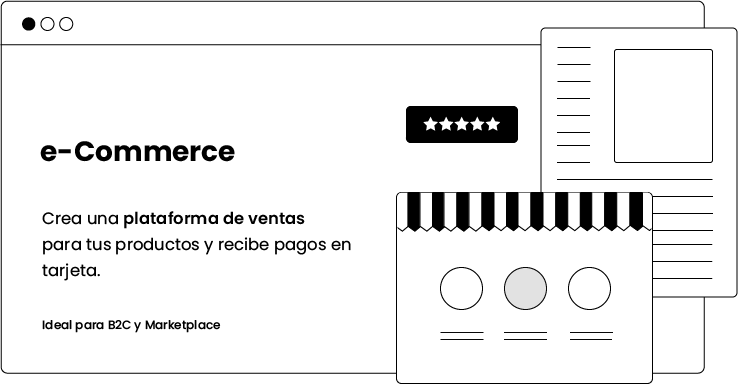 e-Commerce
Crea una plataforma de ventas
para tus productos y recibe pagos en
tarjeta.
Ideal para B2C y Marketplace